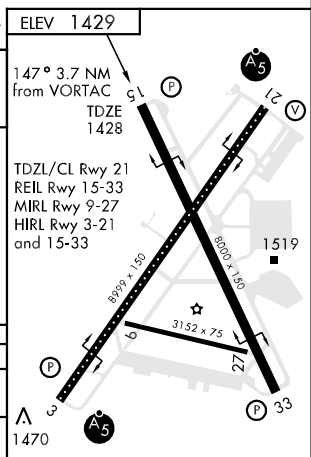 ELEV 1429
147° 3.7 NM
from VORTAC
TDZE
1428
TDZL/CL Rwy 21
REIL Rwy 15-33
MIRL Rwy 9-27
HIRL Rwy 3-21
and 15-33
15
P
A5
21
V
8999 x 150
8000 x 150
1519
9
3152 x 75
27
P
3
A5
P
33
1470